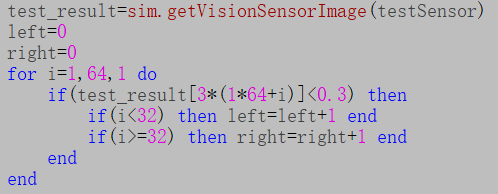 test_result=sim.getVisionSensorImage(testSensor)
left=0
right=0
for i=1,64,1 do
    if(test_result[3*(1*64+i)]<0.3) then
        if(i<32) then left=left+1 end
        if(i>=32) then right=right+1 end
    end
end